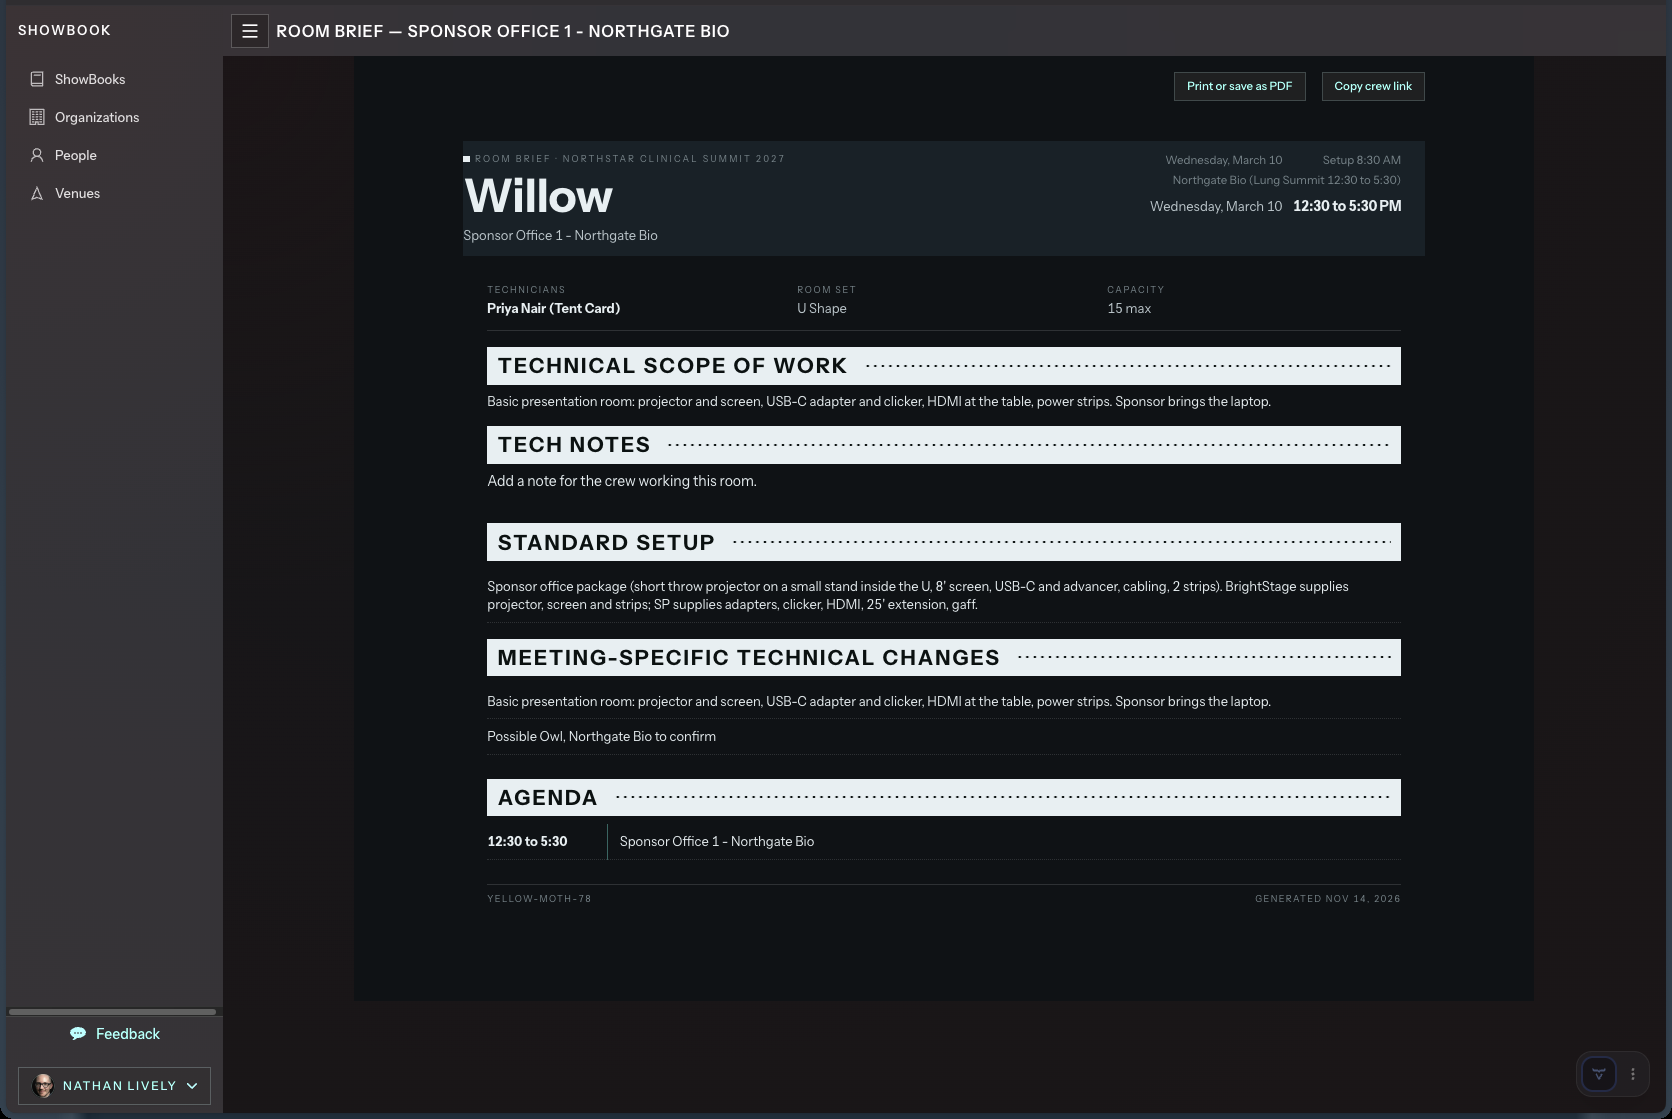 SHOWBOOK
ShowBooks
Organizations
People
Venues
Feedback
NATHAN LIVELY
ROOM BRIEF — SPONSOR OFFICE 1 - NORTHGATE BIO
Print or save as PDF
Copy crew link
ROOM BRIEF · NORTHSTAR CLINICAL SUMMIT 2027
Willow
Sponsor Office 1 - Northgate Bio
Wednesday, March 10 Setup 8:30 AM
Northgate Bio (Lung Summit 12:30 to 5:30)
Wednesday, March 10 12:30 to 5:30 PM
TECHNICIANS
Priya Nair (Tent Card)
ROOM SET
U Shape
CAPACITY
15 max
TECHNICAL SCOPE OF WORK
Basic presentation room: projector and screen, USB-C adapter and clicker, HDMI at the table, power strips. Sponsor brings the laptop.
TECH NOTES
Add a note for the crew working this room.
STANDARD SETUP
Sponsor office package (short throw projector on a small stand inside the U, 8' screen, USB-C and advancer, cabling, 2 strips). BrightStage supplies
projector, screen and strips; SP supplies adapters, clicker, HDMI, 25' extension, gaff.
MEETING-SPECIFIC TECHNICAL CHANGES
Basic presentation room: projector and screen, USB-C adapter and clicker, HDMI at the table, power strips. Sponsor brings the laptop.
Possible Owl, Northgate Bio to confirm
AGENDA
12:30 to 5:30 Sponsor Office 1 - Northgate Bio
YELLOW-MOTH-78
GENERATED NOV 14, 2026